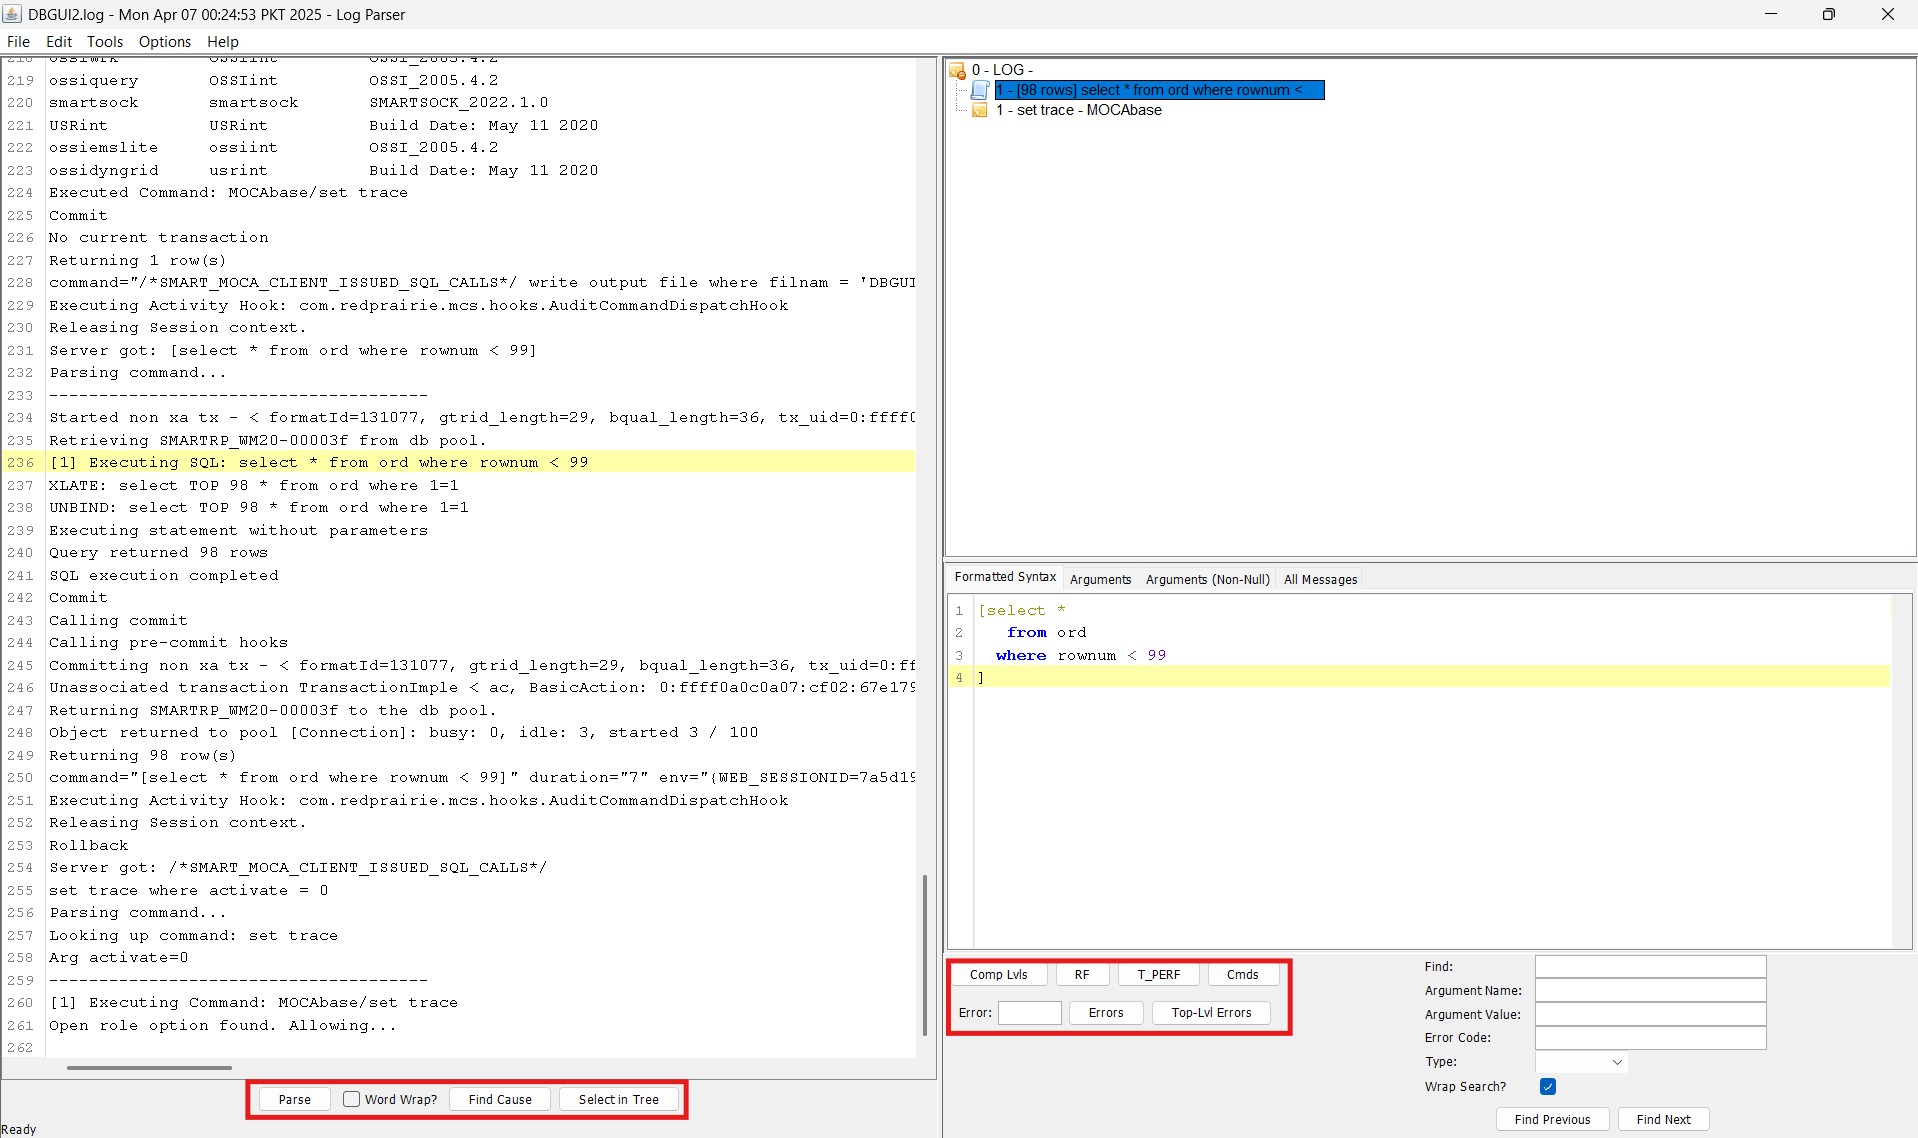 DBGUI2.log - Mon Apr 07 00:24:53 PKT 2025 - Log Parser
File Edit Tools Options Help
219 ossiquery OSSIint OSSI_2005.4.2
220 smartsock smartsock SMARTSOCK_2022.1.0
221 USRint USRint Build Date: May 11 2020
222 ossiemslite ossiint OSSI_2005.4.2
223 ossidyngrid usrint Build Date: May 11 2020
224 Executed Command: MOCAbase/set trace
225 Commit
226 No current transaction
227 Returning 1 row(s)
228 command="/*SMART_MOCA_CLIENT_ISSUED_SQL_CALLS*/ write output file where filnam = 'DBGUI
229 Executing Activity Hook: com.redprairie.mcs.hooks.AuditCommandDispatchHook
230 Releasing Session context.
231 Server got: [select * from ord where rownum < 99]
232 Parsing command...
233 --------------------------------------
234 Started non xa tx - < formatId=131077, gtrid_length=29, bqual_length=36, tx_uid=0:ffff0
235 Retrieving SMARTRP_WM20-00003f from db pool.
236 [1] Executing SQL: select * from ord where rownum < 99
237 XLATE: select TOP 98 * from ord where 1=1
238 UNBIND: select TOP 98 * from ord where 1=1
239 Executing statement without parameters
240 Query returned 98 rows
241 SQL execution completed
242 Commit
243 Calling commit
244 Calling pre-commit hooks
245 Committing non xa tx - < formatId=131077, gtrid_length=29, bqual_length=36, tx_uid=0:ff
246 Unassociated transaction TransactionImple < ac, BasicAction: 0:ffff0a0c0a07:cf02:67e179
247 Returning SMARTRP_WM20-00003f to the db pool.
248 Object returned to pool [Connection]: busy: 0, idle: 3, started 3 / 100
249 Returning 98 row(s)
250 command="[select * from ord where rownum < 99]" duration="7" env="{WEB_SESSIONID=7a5d19
251 Executing Activity Hook: com.redprairie.mcs.hooks.AuditCommandDispatchHook
252 Releasing Session context.
253 Rollback
254 Server got: /*SMART_MOCA_CLIENT_ISSUED_SQL_CALLS*/
255 set trace where activate = 0
256 Parsing command...
257 Looking up command: set trace
258 Arg activate=0
259 --------------------------------------
260 [1] Executing Command: MOCAbase/set trace
261 Open role option found. Allowing...
262
Parse Word Wrap? Find Cause Select in Tree
Ready
0 - LOG -
1 - [98 rows] select * from ord where rownum <
1 - set trace - MOCAbase
Formatted Syntax Arguments Arguments (Non-Null) All Messages
1 [select *
2 from ord
3 where rownum < 99
4 ]
Comp Lvls RF T_PERF Cmds
Error: Errors Top-Lvl Errors
Find:
Argument Name:
Argument Value:
Error Code:
Type:
Wrap Search?
Find Previous Find Next